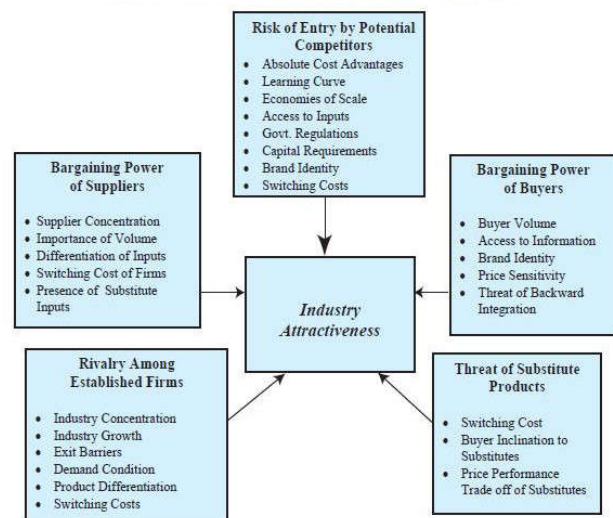 Risk of Entry by Potential
Competitors
• Absolute Cost Advantages
• Learning Curve
• Economies of Scale
• Access to Inputs
• Govt. Regulations
• Capital Requirements
• Brand Identity
• Switching Costs
Bargaining Power
of Suppliers
• Supplier Concentration
• Importance of Volume
• Differentiation of Inputs
• Switching Cost of Firms
• Presence of Substitute
Inputs
Bargaining Power
of Buyers
• Buyer Volume
• Access to Information
• Brand Identity
• Price Sensitivity
• Threat of Backward
Integration
Industry
Attractiveness
Rivalry Among
Established Firms
• Industry Concentration
• Industry Growth
• Exit Barriers
• Demand Condition
• Product Differentiation
• Switching Costs
Threat of Substitute
Products
• Switching Cost
• Buyer Inclination to
Substitutes
• Price Performance
Trade off of Substitutes